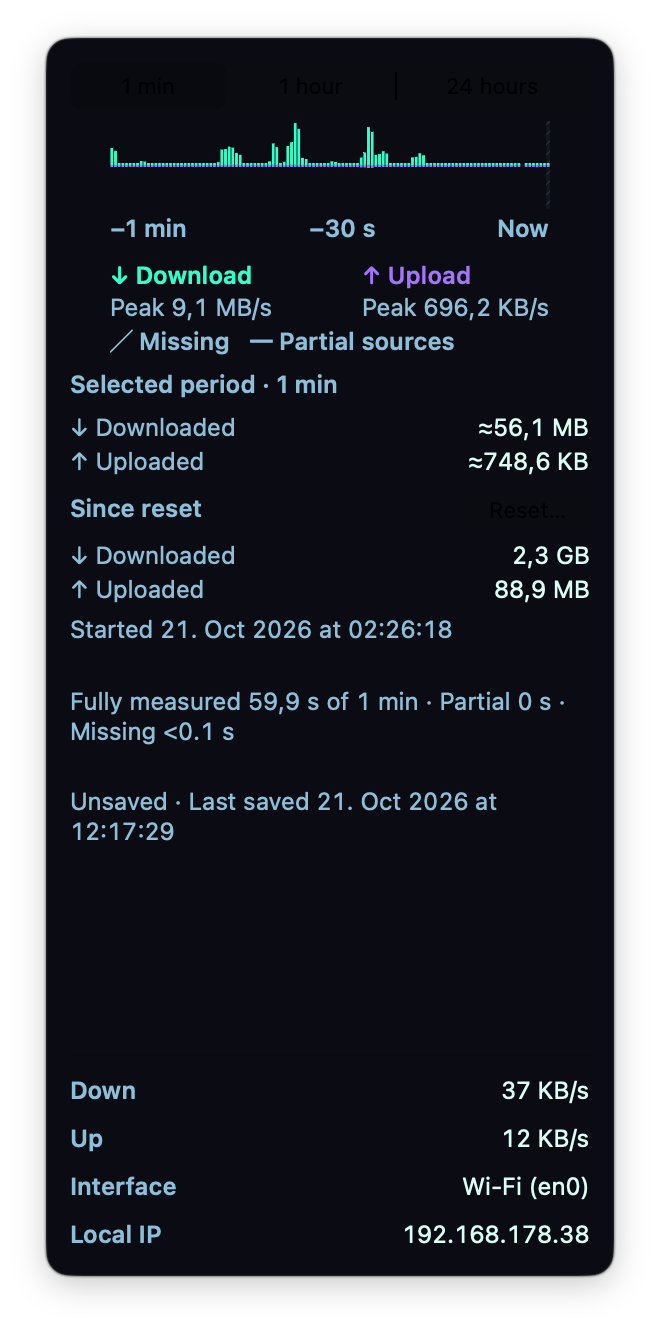 1 min 1 hour 24 hours
−1 min −30 s Now
↓ Download ↑ Upload
Peak 9,1 MB/s Peak 696,2 KB/s
Missing Partial sources
Selected period · 1 min
↓ Downloaded ≈56,1 MB
↑ Uploaded ≈748,6 KB
Since reset Reset...
↓ Downloaded 2,3 GB
↑ Uploaded 88,9 MB
Started 21. Oct 2026 at 02:26:18
Fully measured 59,9 s of 1 min · Partial 0 s ·
Missing <0.1 s
Unsaved · Last saved 21. Oct 2026 at
12:17:29
Down 37 KB/s
Up 12 KB/s
Interface Wi-Fi (en0)
Local IP 192.168.178.38